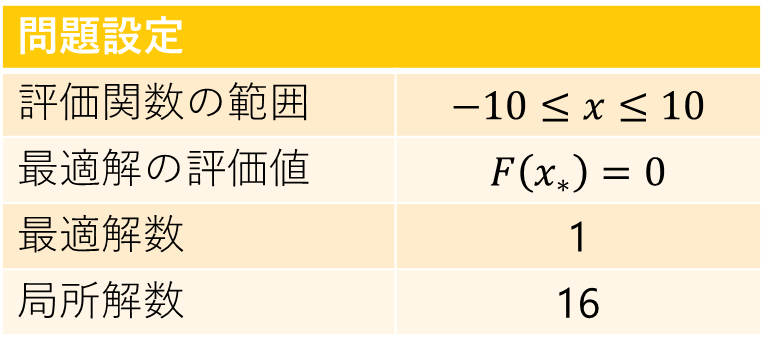 問題設定
評価関数の範囲 −10 ≤ x ≤ 10
最適解の評価値 F(x∗) = 0
最適解数 1
局所解数 16